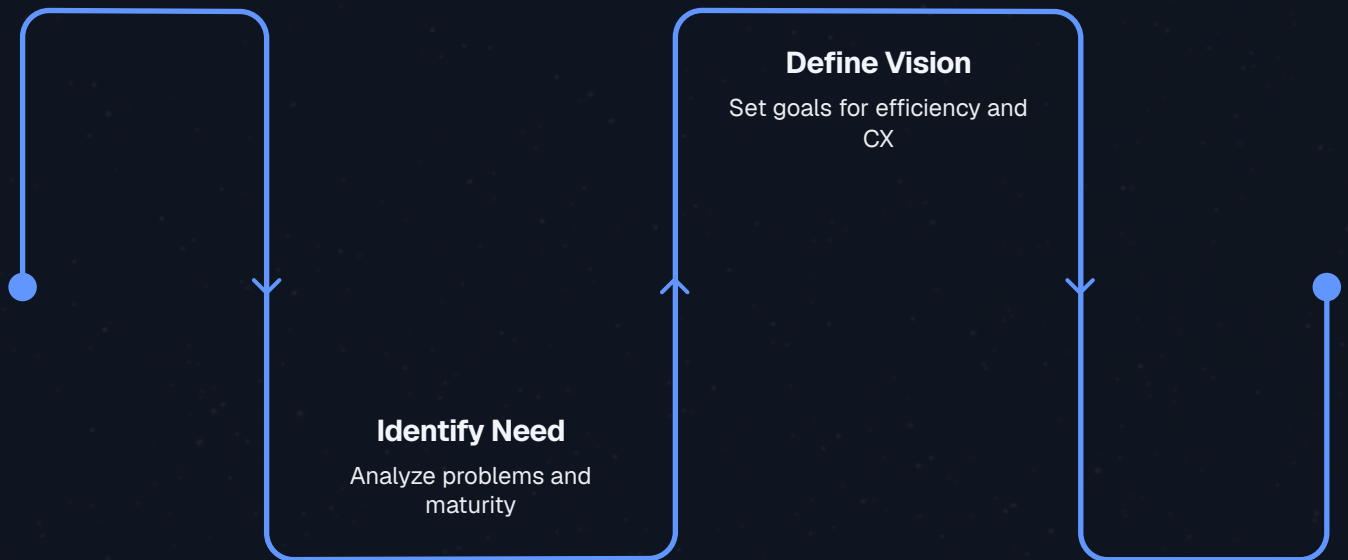 Define Vision
Set goals for efficiency and
CX
Identify Need
Analyze problems and
maturity